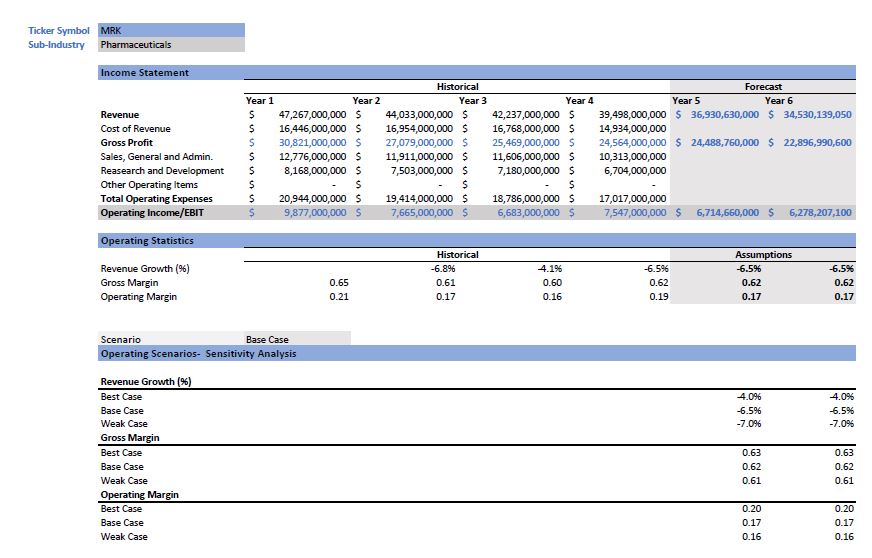 Ticker Symbol MRK
Sub-Industry Pharmaceuticals
Income Statement
Historical Forecast
Year 1 Year 2 Year 3 Year 4 Year 5 Year 6
Revenue $ 47,267,000,000 $ 44,033,000,000 $ 42,237,000,000 $ 39,498,000,000 $ 36,930,630,000 $ 34,530,139,050
Cost of Revenue $ 16,446,000,000 $ 16,954,000,000 $ 16,768,000,000 $ 14,934,000,000
Gross Profit $ 30,821,000,000 $ 27,079,000,000 $ 25,469,000,000 $ 24,564,000,000 $ 24,488,760,000 $ 22,896,990,600
Sales, General and Admin. $ 12,776,000,000 $ 11,911,000,000 $ 11,606,000,000 $ 10,313,000,000
Reasearch and Development $ 8,168,000,000 $ 7,503,000,000 $ 7,180,000,000 $ 6,704,000,000
Other Operating Items $ - $ - $ - $ -
Total Operating Expenses $ 20,944,000,000 $ 19,414,000,000 $ 18,786,000,000 $ 17,017,000,000
Operating Income/EBIT $ 9,877,000,000 $ 7,665,000,000 $ 6,683,000,000 $ 7,547,000,000 $ 6,714,660,000 $ 6,278,207,100
Operating Statistics
Historical Assumptions
Revenue Growth (%) -6.8% -4.1% -6.5% -6.5% -6.5%
Gross Margin 0.65 0.61 0.60 0.62 0.62 0.62
Operating Margin 0.21 0.17 0.16 0.19 0.17 0.17
Scenario Base Case
Operating Scenarios- Sensitivity Analysis
Revenue Growth (%)
Best Case -4.0% -4.0%
Base Case -6.5% -6.5%
Weak Case -7.0% -7.0%
Gross Margin
Best Case 0.63 0.63
Base Case 0.62 0.62
Weak Case 0.61 0.61
Operating Margin
Best Case 0.20 0.20
Base Case 0.17 0.17
Weak Case 0.16 0.16